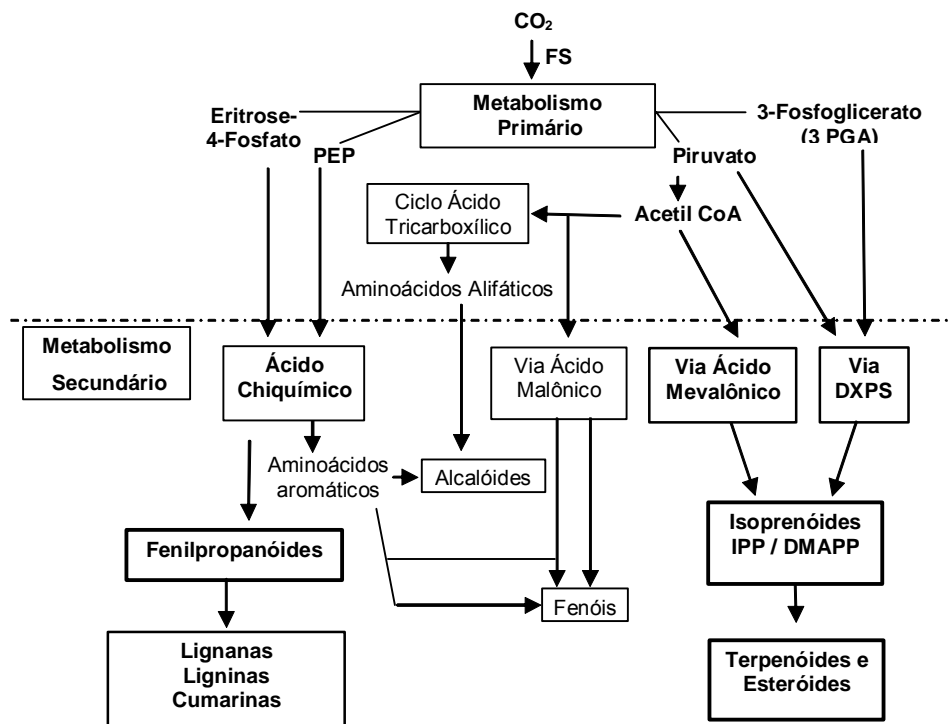 CO₂
FS
Metabolismo
Primário
Eritrose-
4-Fosfato
PEP
3-Fosfoglicerato
(3 PGA)
Piruvato
Ciclo Ácido
Tricarboxílico
Acetil CoA
Aminoácidos Alifáticos
Metabolismo
Secundário
Ácido
Chiquímico
Via Ácido
Malônico
Via Ácido
Mevalônico
Via
DXPS
Aminoácidos
aromáticos
Alcalóides
Fenilpropanóides
Isoprenóides
IPP / DMAPP
Fenóis
Lignanas
Ligninas
Cumarinas
Terpenóides e
Esteróides